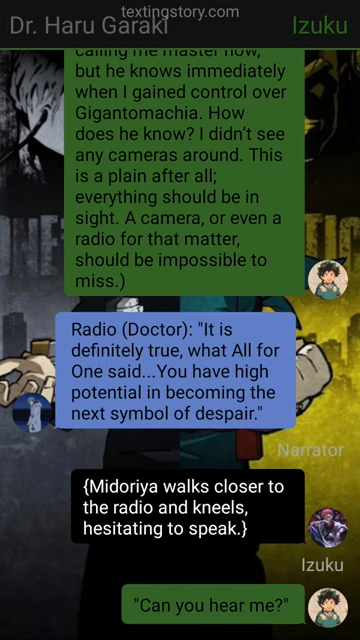 textingstory.com
Dr. Haru Garaki Izuku
calling me master now,
but he knows immediately
when I gained control over
Gigantomachia. How
does he know? I didn't see
any cameras around. This
is a plain after all;
everything should be in
sight. A camera, or even a
radio for that matter,
should be impossible to
miss.)
Radio (Doctor): "It is
definitely true, what All for
One said...You have high
potential in becoming the
next symbol of despair."
Narrator
{Midoriya walks closer to
the radio and kneels,
hesitating to speak.}
Izuku
"Can you hear me?"